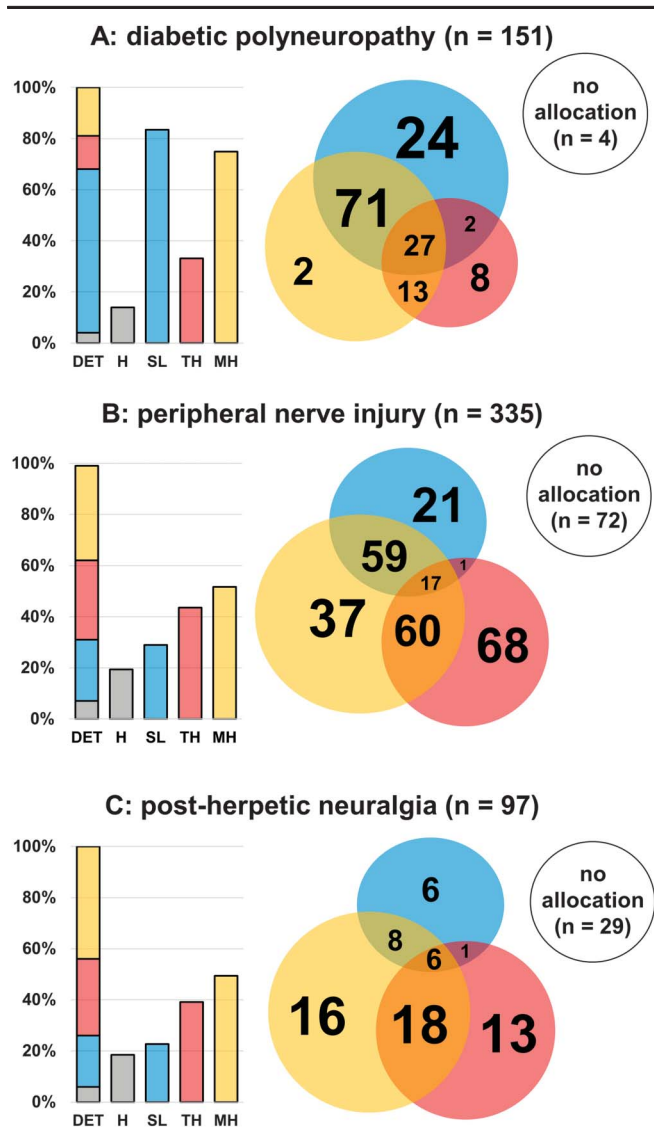 A: diabetic polyneuropathy (n = 151)
100%
80%
60%
40%
20%
0%
DET H SL TH MH
24
71
2
27
2
13
8
no
allocation
(n = 4)
B: peripheral nerve injury (n = 335)
100%
80%
60%
40%
20%
0%
DET H SL TH MH
21
59
1
17
37
60
68
no
allocation
(n = 72)
C: post-herpetic neuralgia (n = 97)
100%
80%
60%
40%
20%
0%
DET H SL TH MH
6
8
6
1
16
18
13
no
allocation
(n = 29)